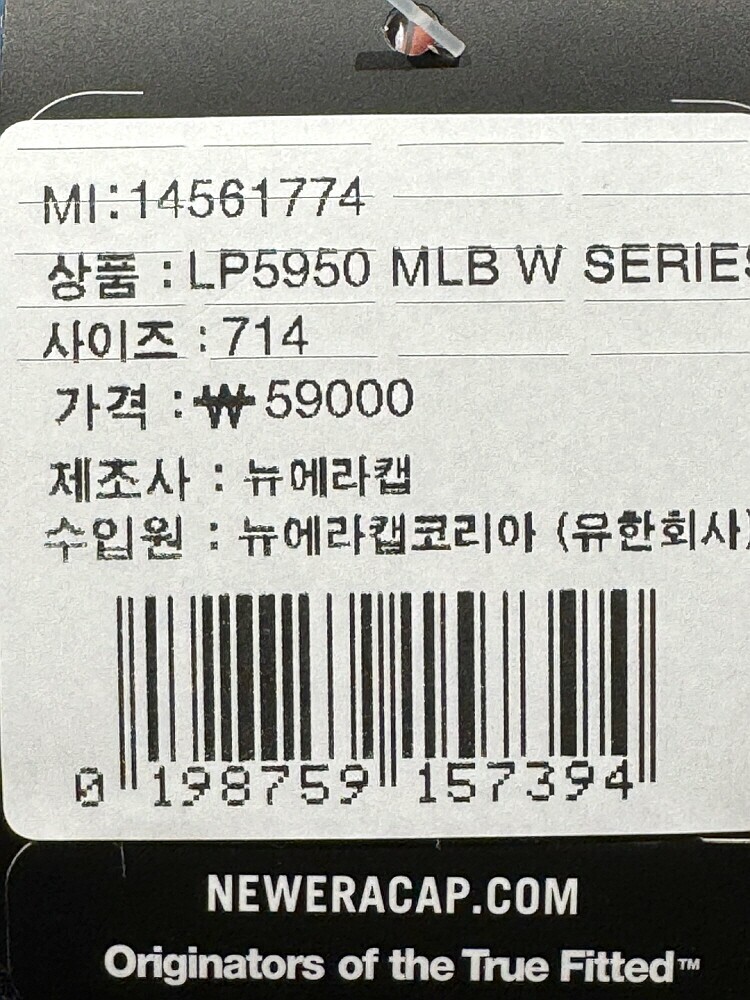 MI:14561774
상품 : LP5950 MLB W SERIES
사이즈 : 714
가격 : ₩59000
제조사 : 뉴에라캡
수입원 : 뉴에라캡코리아 (유한회사)
0 198759 157394
NEWERACAP.COM
Originators of the True Fitted™